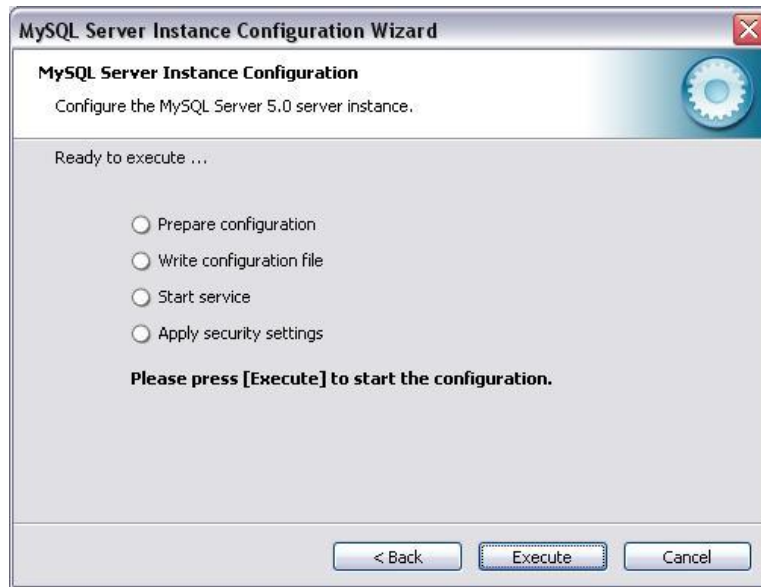 MySQL Server Instance Configuration Wizard
MySQL Server Instance Configuration
Configure the MySQL Server 5.0 server instance.
Ready to execute ...
Prepare configuration
Write configuration file
Start service
Apply security settings
Please press [Execute] to start the configuration.
< Back Execute Cancel